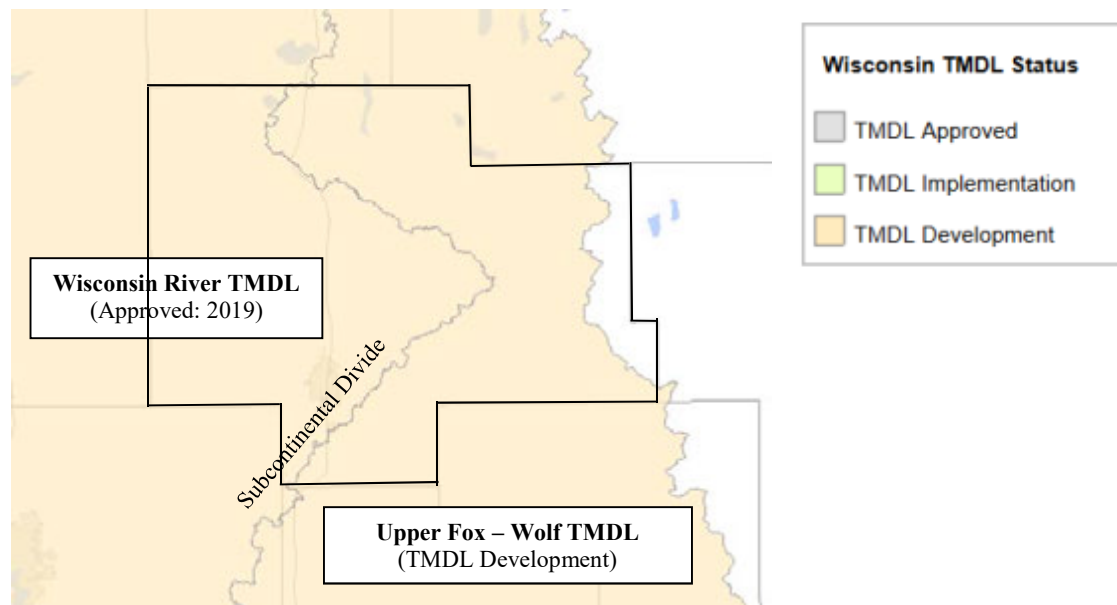 Wisconsin TMDL Status
TMDL Approved
TMDL Implementation
TMDL Development
Wisconsin River TMDL
(Approved: 2019)
Subcontinental Divide
Upper Fox – Wolf TMDL
(TMDL Development)